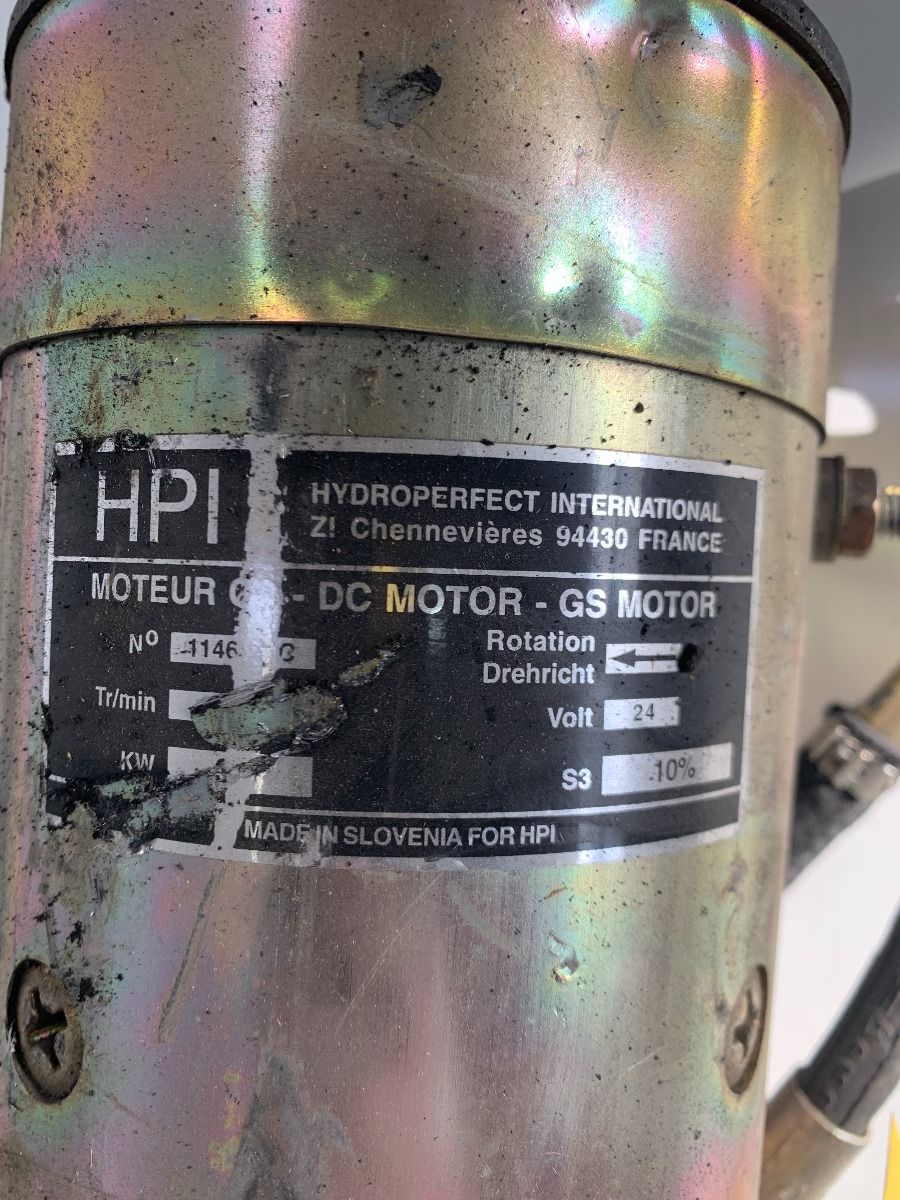 HPI
HYDROPERFECT INTERNATIONAL
Z! Chennevières 94430 FRANCE
MOTEUR - DC MOTOR - GS MOTOR
Nº
Rotation
Drehricht
Tr/min
Volt 24
KW
S3 10%
MADE IN SLOVENIA FOR HPI